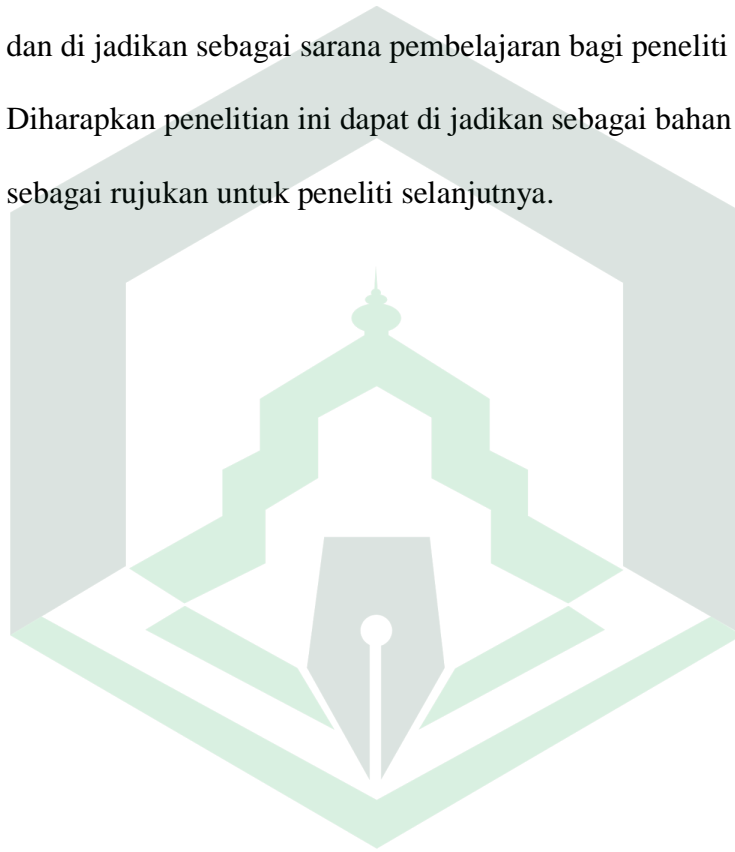 dan di jadikan sebagai sarana pembelajaran bagi peneliti
Diharapkan penelitian ini dapat di jadikan sebagai bahan
sebagai rujukan untuk peneliti selanjutnya.